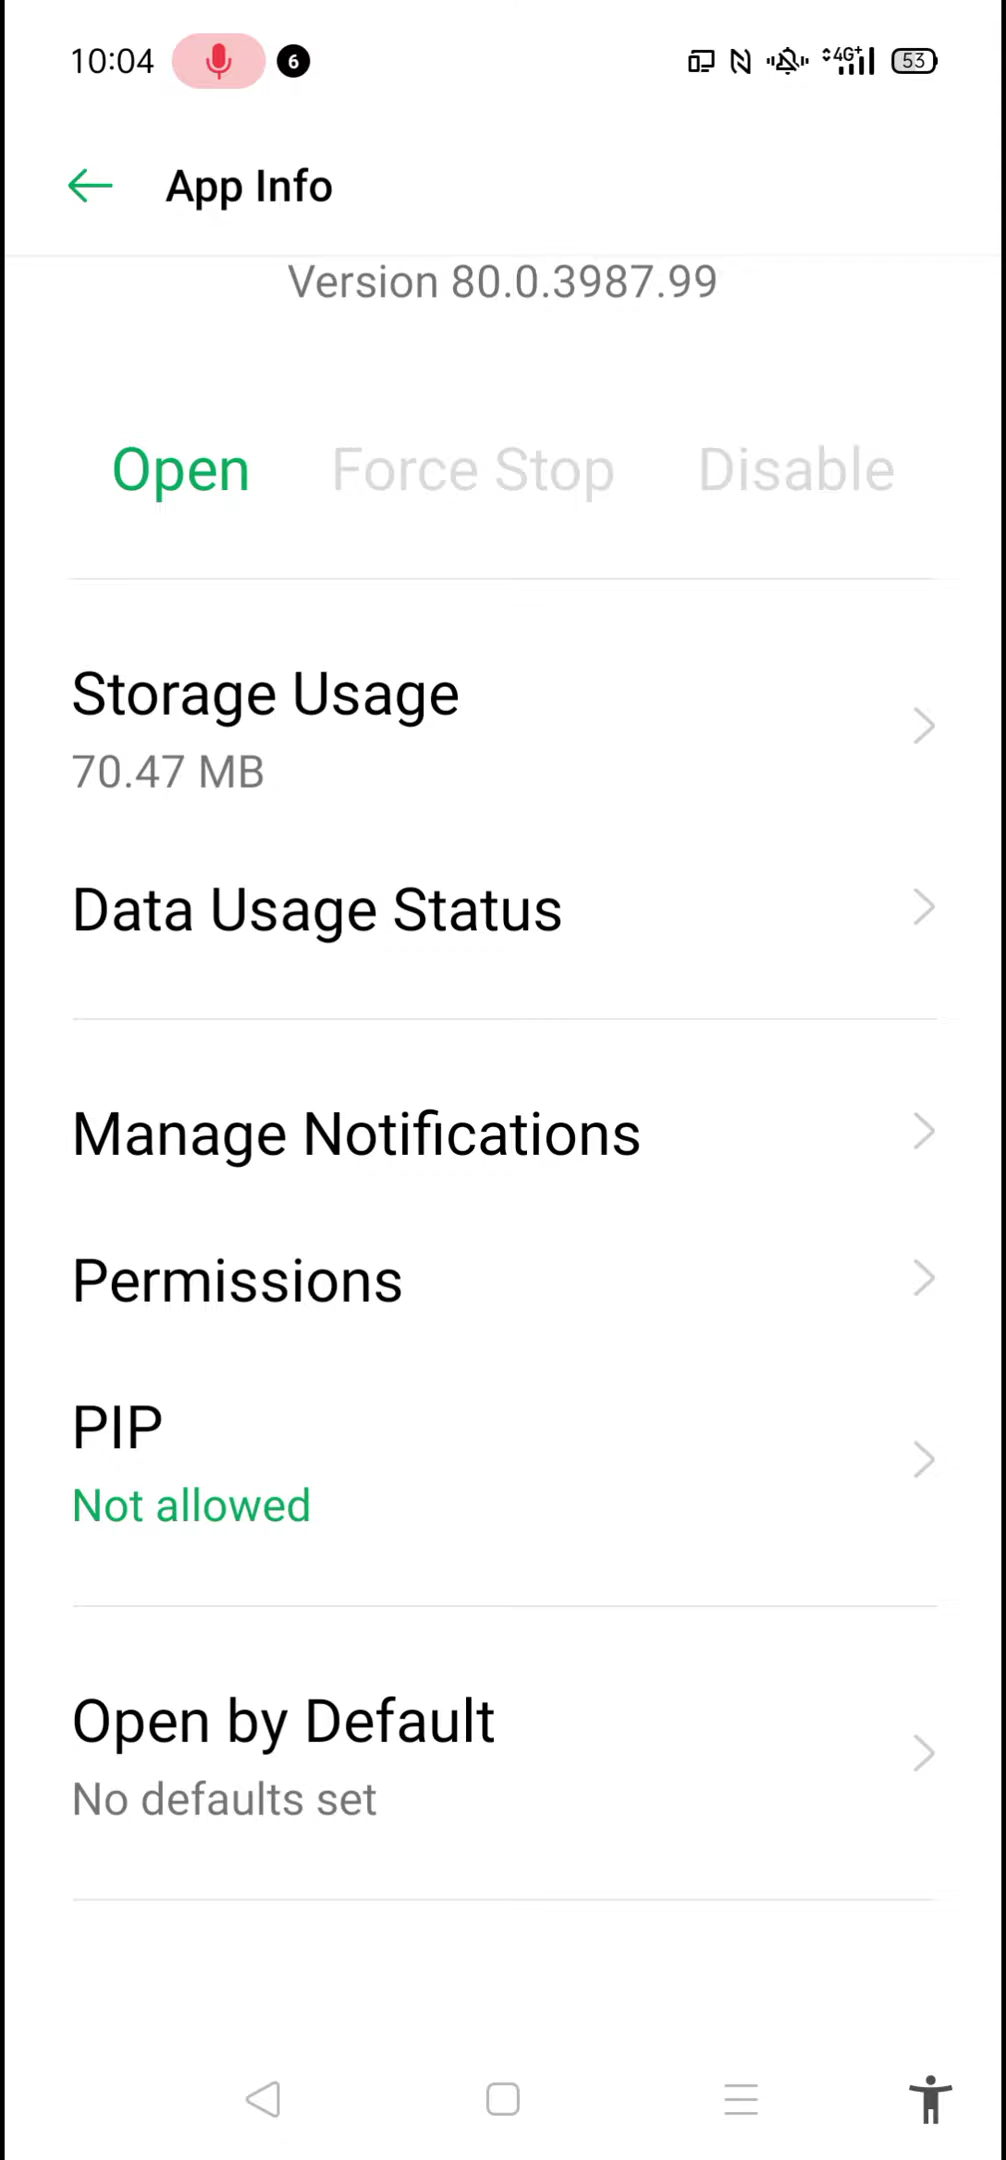 10:04 6 4G+ 53
App Info
Version 80.0.3987.99
Open Force Stop Disable
Storage Usage
70.47 MB
Data Usage Status
Manage Notifications
Permissions
PIP
Not allowed
Open by Default
No defaults set